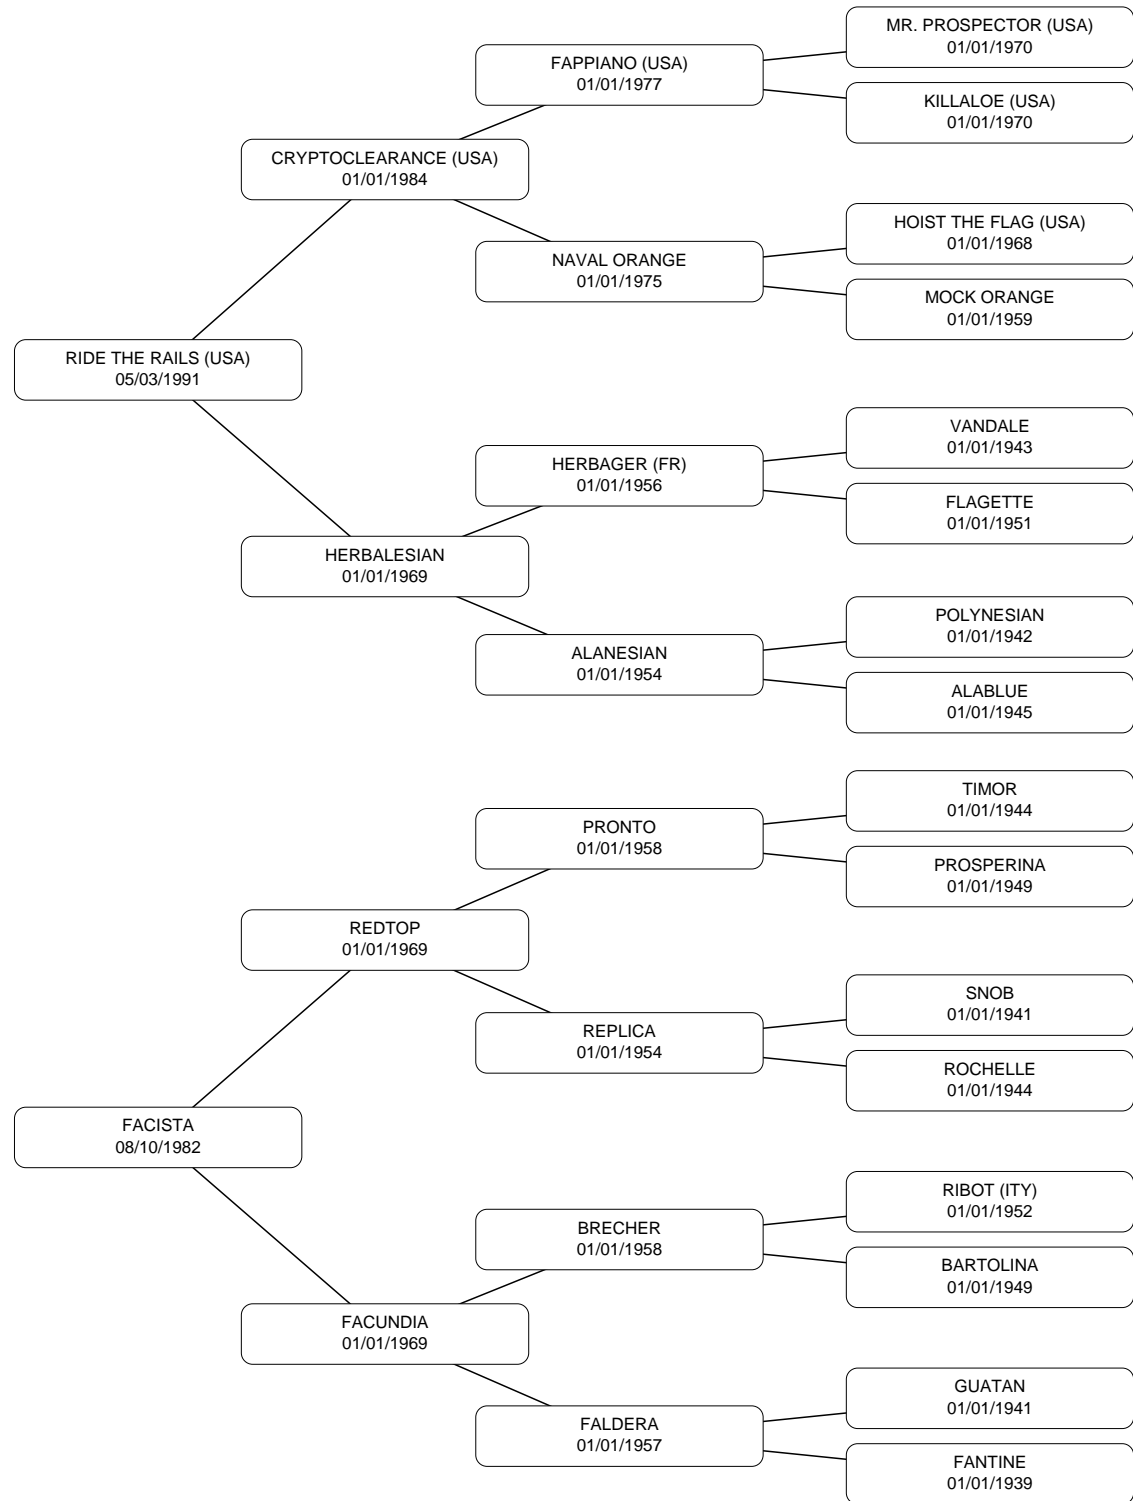 MR. PROSPECTOR (USA)
01/01/1970
FAPPIANO (USA)
01/01/1977
KILLALOE (USA)
01/01/1970
CRYPTOCLEARANCE (USA)
01/01/1984
HOIST THE FLAG (USA)
01/01/1968
NAVAL ORANGE
01/01/1975
MOCK ORANGE
01/01/1959
RIDE THE RAILS (USA)
05/03/1991
VANDALE
01/01/1943
HERBAGER (FR)
01/01/1956
FLAGETTE
01/01/1951
HERBALESIAN
01/01/1969
POLYNESIAN
01/01/1942
ALANESIAN
01/01/1954
ALABLUE
01/01/1945
TIMOR
01/01/1944
PRONTO
01/01/1958
PROSPERINA
01/01/1949
REDTOP
01/01/1969
SNOB
01/01/1941
REPLICA
01/01/1954
ROCHELLE
01/01/1944
FACISTA
08/10/1982
RIBOT (ITY)
01/01/1952
BRECHER
01/01/1958
BARTOLINA
01/01/1949
FACUNDIA
01/01/1969
GUATAN
01/01/1941
FALDERA
01/01/1957
FANTINE
01/01/1939